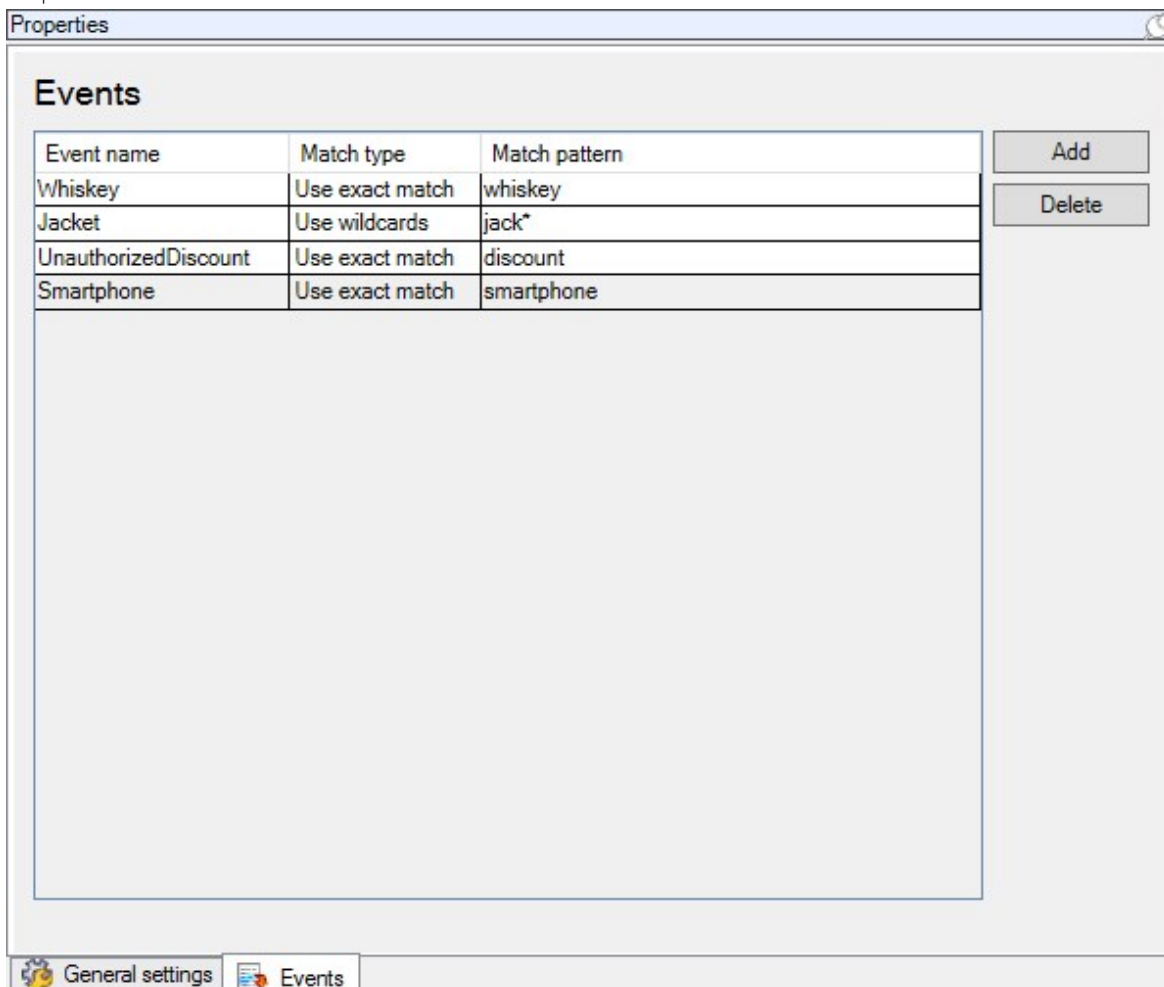 Properties
Events
Event name Match type Match pattern
Add
Whiskey Use exact match whiskey
Delete
Jacket Use wildcards jack*
UnauthorizedDiscount Use exact match discount
Smartphone Use exact match smartphone
General settings Events